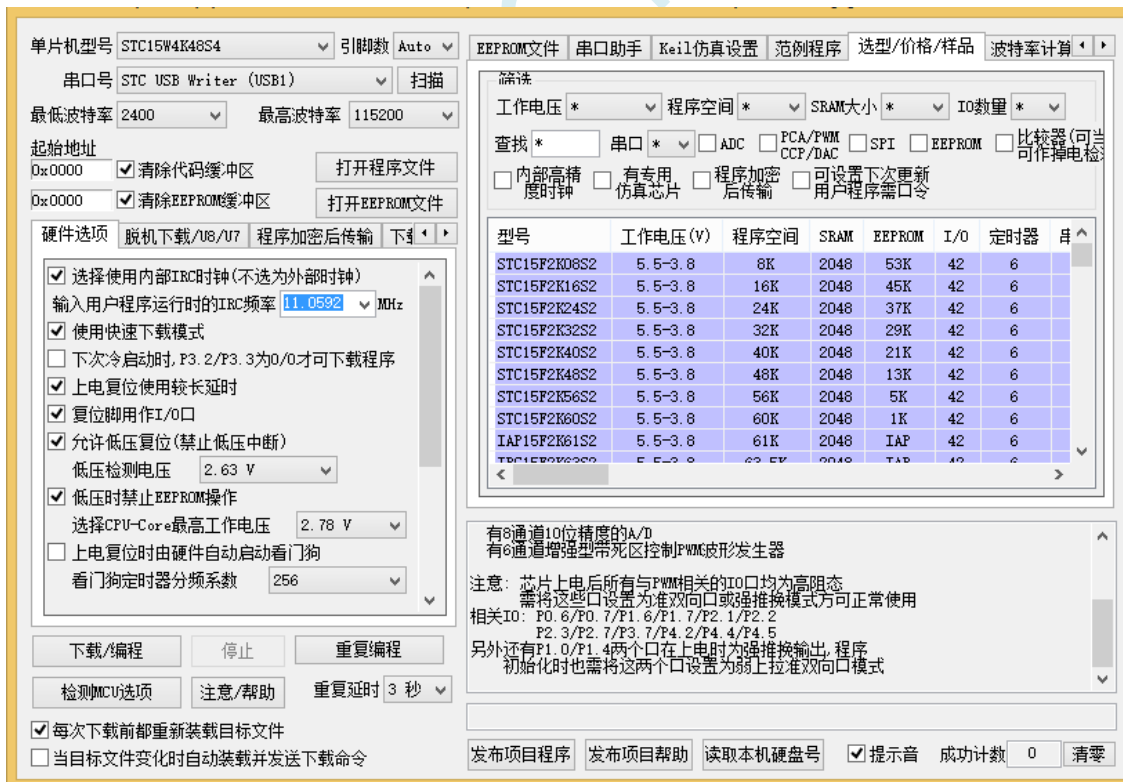 单片机型号 STC15W4K48S4 引脚数 Auto
串口号 STC USB Writer (USB1) 扫描
最低波特率 2400 最高波特率 115200
起始地址
0x0000 清除代码缓冲区 打开程序文件
0x0000 清除EEPROM缓冲区 打开EEPROM文件
硬件选项 脱机下载/U8/U7 程序加密后传输
选择使用内部IRC时钟(不选为外部时钟)
输入用户程序运行时的IRC频率 11.0592 MHz
使用快速下载模式
下次冷启动时,P3.2/P3.3为0/0才可下载程序
上电复位使用较长延时
复位脚用作I/O口
允许低压复位(禁止低压中断)
低压检测电压 2.63 V
低压时禁止EEPROM操作
选择CPU-Core最高工作电压 2.78 V
上电复位时由硬件自动启动看门狗
看门狗定时器分频系数 256
下载/编程 停止 重复编程
检测MCU选项 注意/帮助 重复延时 3 秒
每次下载前都重新装载目标文件
当目标文件变化时自动装载并发送下载命令
EEPROM文件 串口助手 Keil仿真设置 范例程序 选型/价格/样品 波特率计算
筛选
工作电压 * 程序空间 * SRAM大小 * IO数量 *
查找 * 串口 * ADC PCA/PWM CCP/DAC SPI EEPROM 比较器(可当 可作掉电检
内部高精度时钟 有专用仿真芯片 程序加密后传输 可设置下次更新用户程序需口令
型号 工作电压(V) 程序空间 SRAM EEPROM I/O 定时器 串
STC15F2K08S2 5.5-3.8 8K 2048 53K 42 6
STC15F2K16S2 5.5-3.8 16K 2048 45K 42 6
STC15F2K24S2 5.5-3.8 24K 2048 37K 42 6
STC15F2K32S2 5.5-3.8 32K 2048 29K 42 6
STC15F2K40S2 5.5-3.8 40K 2048 21K 42 6
STC15F2K48S2 5.5-3.8 48K 2048 13K 42 6
STC15F2K56S2 5.5-3.8 56K 2048 5K 42 6
STC15F2K60S2 5.5-3.8 60K 2048 1K 42 6
IAP15F2K61S2 5.5-3.8 61K 2048 IAP 42 6
有8通道10位精度的A/D
有6通道增强型带死区控制PWM波形发生器
注意: 芯片上电后所有与PWM相关的IO口均为高阻态
需将这些口设置为准双向口或强推挽模式方可正常使用
相关IO: P0.6/P0.7/P1.6/P1.7/P2.1/P2.2
P2.3/P2.7/P3.7/P4.2/P4.4/P4.5
另外还有P1.0/P1.4两个口在上电时为强推挽输出,程序
初始化时也需将这两个口设置为弱上拉准双向口模式
发布项目程序 发布项目帮助 读取本机硬盘号 提示音 成功计数 0 清零